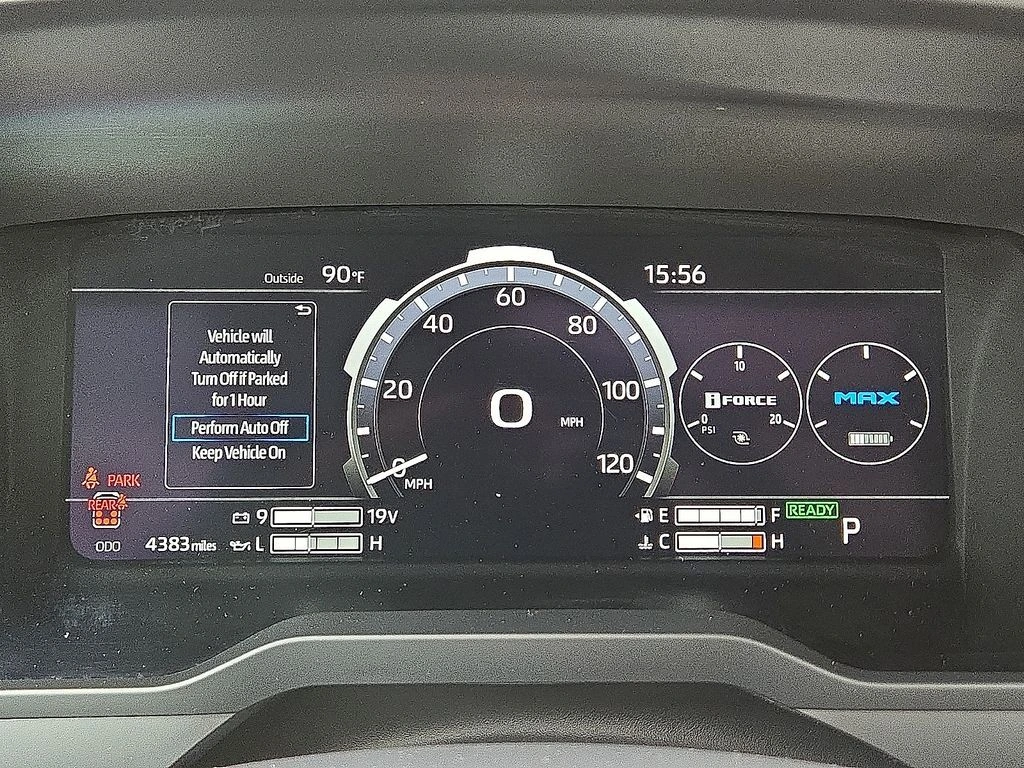 Outside 90°F
15:56
Vehicle will
Automatically
Turn Off if Parked
for 1 Hour
Perform Auto Off
Keep Vehicle On
0 20 40 60 80 100 120
MPH
0 MPH
10
iFORCE
0 20
PSI
MAX
PARK
REAR
ODO 4383 miles
9 19V
L H
E F
C H
READY
P